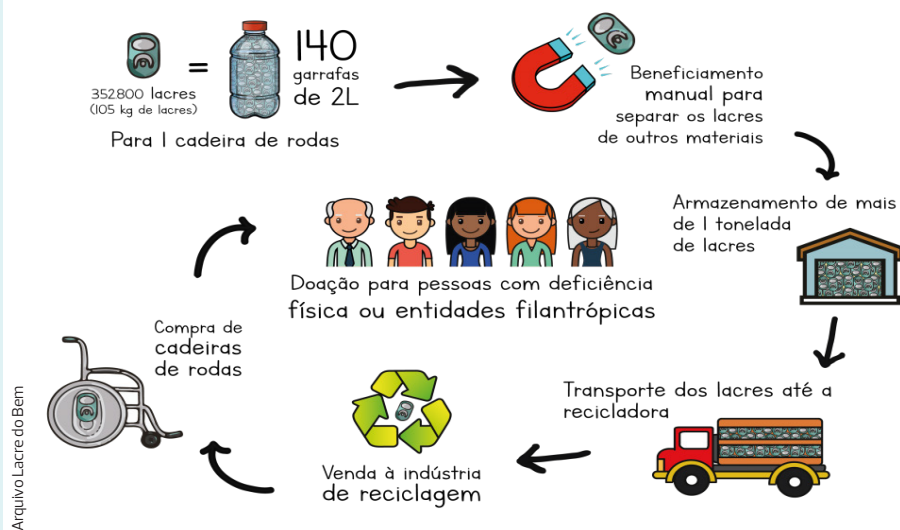 352800 lacres
(105 kg de lacres)
=
140
garrafas
de 2L
Para 1 cadeira de rodas
Beneficiamento
manual para
separar os lacres
de outros materiais
Armazenamento de mais
de 1 tonelada
de lacres
Transporte dos lacres até a
recicladora
Venda à indústria
de reciclagem
Compra de
cadeiras
de rodas
Doação para pessoas com deficiência
física ou entidades filantrópicas
Arquivo Lacre do Bem